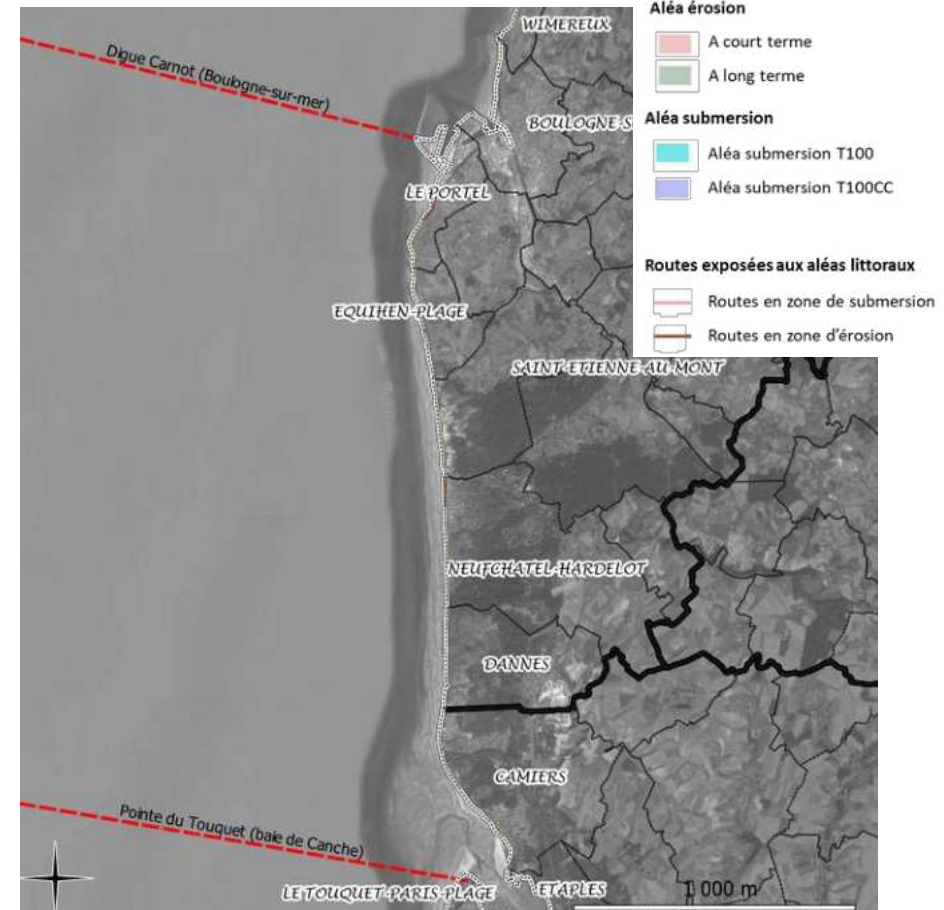 WIMEREUX
Digue Carnot (Boulogne-sur-mer)
BOULOGNE-S
LE PORTEL
EQUIHEN-PLAGE
SAINT-ETIENNE-AU-MONT
NEUFCHATEL-HARDELOT
DANNES
CAMIERS
Pointe du Touquet (baie de Canche)
LE TOUQUET-PARIS-PLAGE
ETAPLES
1 000 m
Aléa érosion
A court terme
A long terme
Aléa submersion
Aléa submersion T100
Aléa submersion T100CC
Routes exposées aux aléas littoraux
Routes en zone de submersion
Routes en zone d'érosion